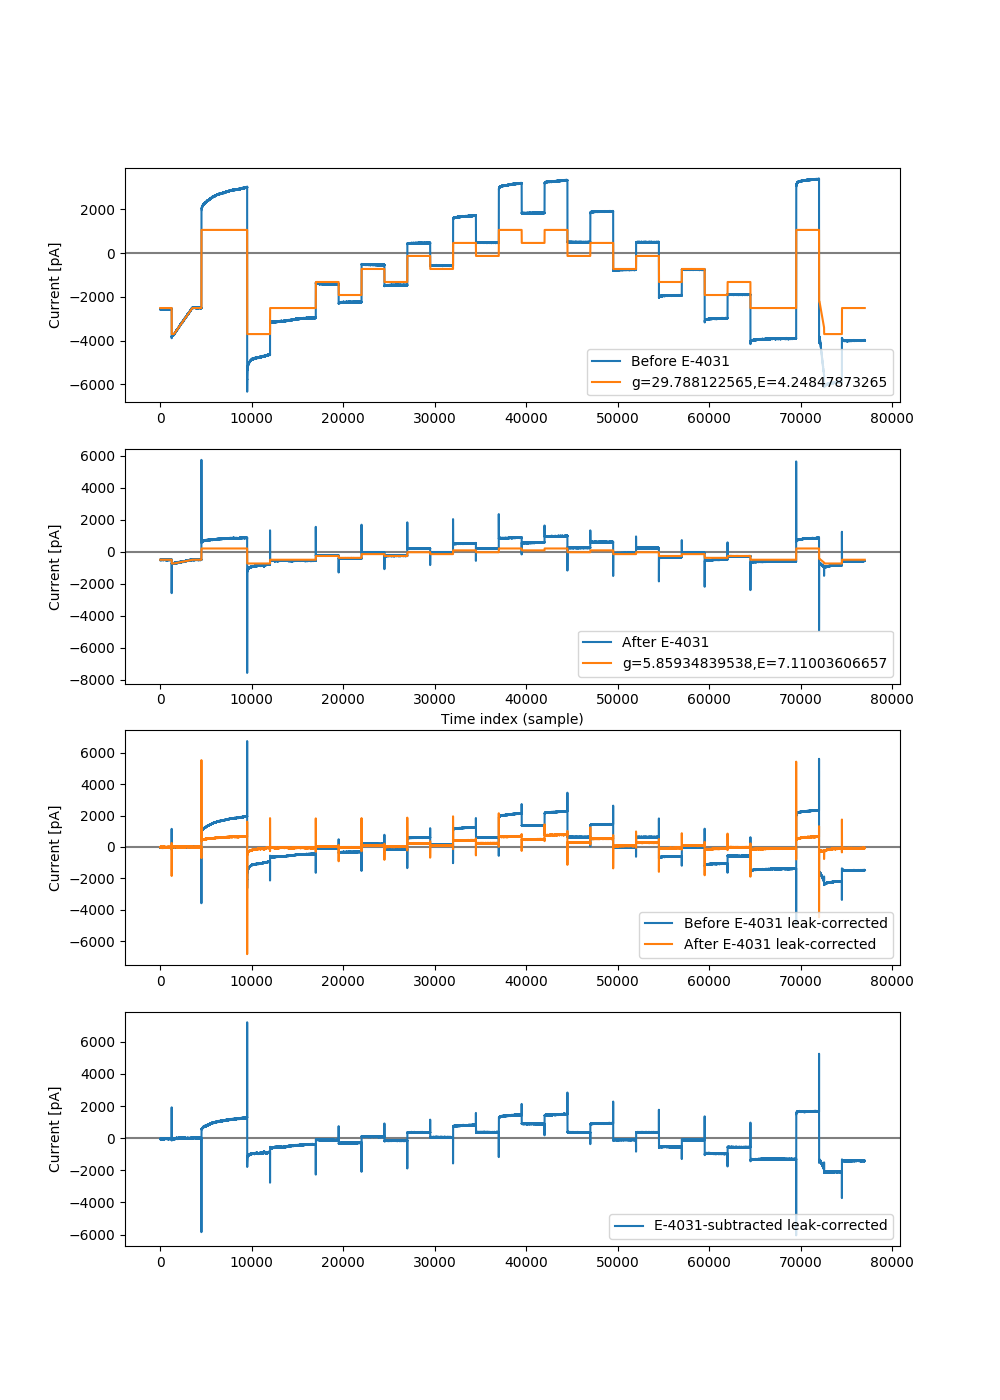 Current [pA]
2000
0
−2000
−4000
−6000
Before E-4031
g=29.788122565,E=4.24847873265
0 10000 20000 30000 40000 50000 60000 70000 80000
Current [pA]
6000
4000
2000
0
−2000
−4000
−6000
−8000
After E-4031
g=5.85934839538,E=7.11003606657
0 10000 20000 30000 40000 50000 60000 70000 80000
Time index (sample)
Current [pA]
6000
4000
2000
0
−2000
−4000
−6000
Before E-4031 leak-corrected
After E-4031 leak-corrected
0 10000 20000 30000 40000 50000 60000 70000 80000
Current [pA]
6000
4000
2000
0
−2000
−4000
−6000
E-4031-subtracted leak-corrected
0 10000 20000 30000 40000 50000 60000 70000 80000